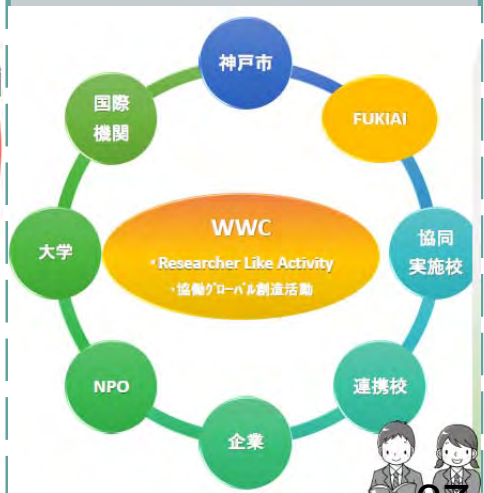 神戸市
FUKIAI
協同
実施校
連携校
企業
NPO
大学
国際
機関
WWC
・Researcher Like Activity
・協働グローバル創造活動